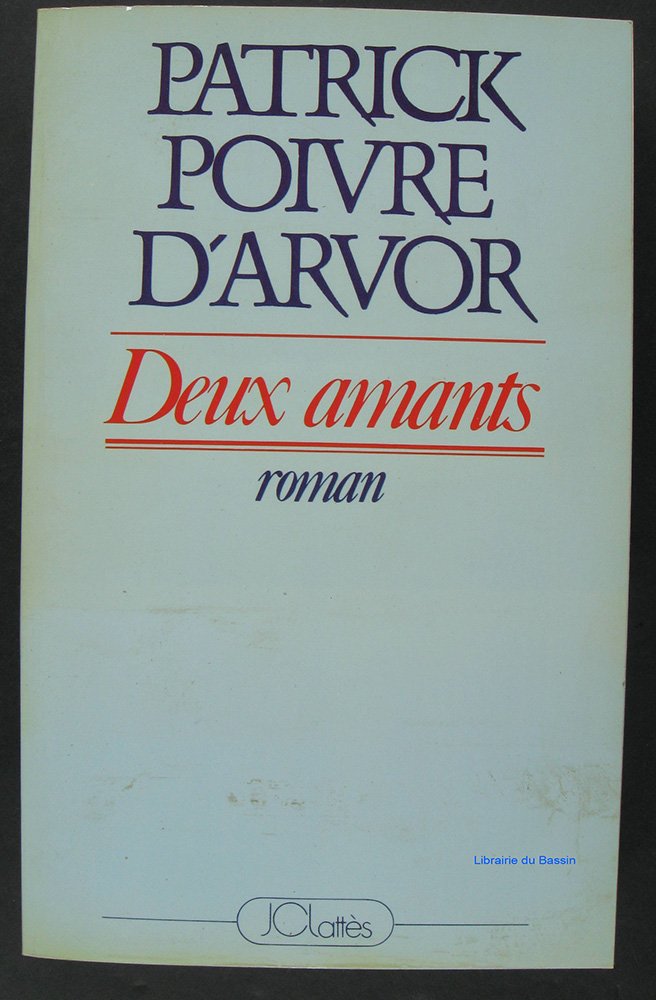 PATRICK
POIVRE
D'ARVOR
Deux amants
roman
Librairie du Bassin
JCLattès